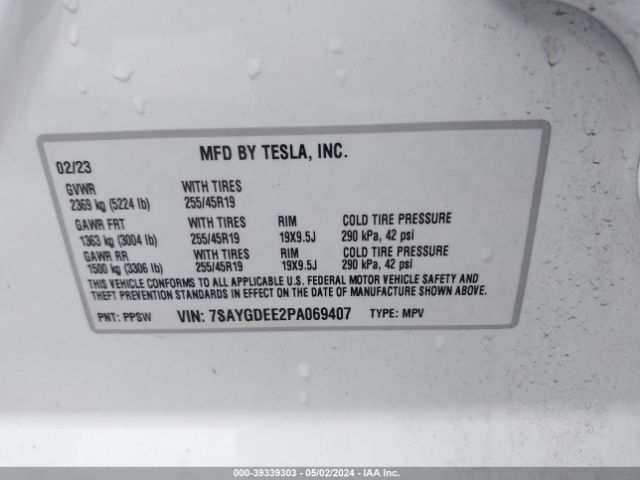 MFD BY TESLA, INC.
02/23
GVWR WITH TIRES
2369 kg (5224 lb) 255/45R19
GAWR FRT WITH TIRES RIM COLD TIRE PRESSURE
1363 kg (3004 lb) 255/45R19 19X9.5J 290 kPa, 42 psi
GAWR RR WITH TIRES RIM COLD TIRE PRESSURE
1500 kg (3306 lb) 255/45R19 19X9.5J 290 kPa, 42 psi
THIS VEHICLE CONFORMS TO ALL APPLICABLE U.S. FEDERAL MOTOR VEHICLE SAFETY AND
THEFT PREVENTION STANDARDS IN EFFECT ON THE DATE OF MANUFACTURE SHOWN ABOVE.
PNT: PPSW VIN: 7SAYGDEE2PA069407 TYPE: MPV
000-39339303 - 05/02/2024 - IAAI.COM